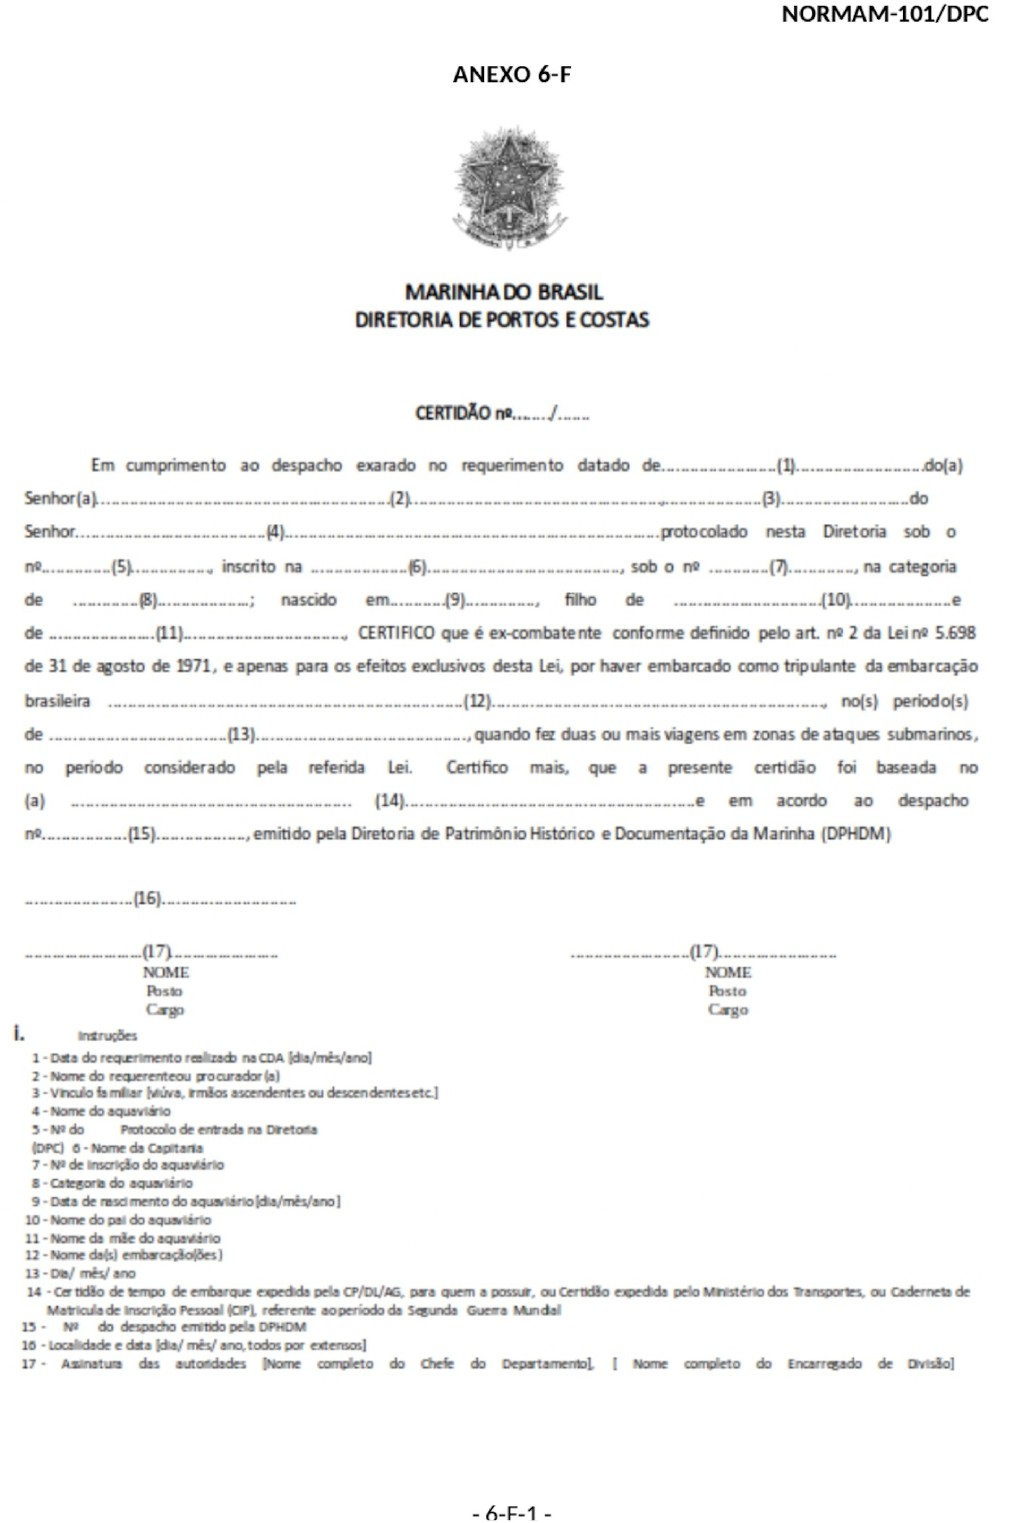 NORMAM-101/DPC
ANEXO 6-F
MARINHA DO BRASIL
DIRETORIA DE PORTOS E COSTAS
CERTIDÃO nº......../.......
Em cumprimento ao despacho exarado no requerimento datado de........................(1)...........................do(a)
Senhor(a).............................................................(2)....................................................,....................(3)...........................do
Senhor.......................................(4)..............................................................................protocolado nesta Diretoria sob o
nº..............(5)................, inscrito na ....................(6)........................................, sob o nº .............(7)..............., na categoria
de ..............(8)...................; nascido em...........(9)..............., filho de ...............................(10).....................e
de ......................(11)................................., CERTIFICO que é ex-combatente conforme definido pelo art. nº 2 da Lei nº 5.698
de 31 de agosto de 1971, e apenas para os efeitos exclusivos desta Lei, por haver embarcado como tripulante da embarcação
brasileira ..........................................................................(12)....................................................................., no(s) período(s)
de .....................................(13)............................................, quando fez duas ou mais viagens em zonas de ataques submarinos,
no período considerado pela referida Lei. Certifico mais, que a presente certidão foi baseada no
(a) .......................................................... (14)............................................................e em acordo ao despacho
nº..................(15)..................., emitido pela Diretoria de Patrimônio Histórico e Documentação da Marinha (DPHDM)
.......................(16)............................
.........................(17)....................... .........................(17).........................
NOME NOME
Posto Posto
Cargo Cargo
i. Instruções
1 - Data do requerimento realizado na CDA [dia/mês/ano]
2 - Nome do requerenteou procurador (a)
3 - Vínculo familiar [viúva, irmãos ascendentes ou descendentes etc.]
4 - Nome do aquaviário
5 - Nº do Protocolo de entrada na Diretoria
(DPC) 6 - Nome da Capitania
7 - Nº de inscrição do aquaviário
8 - Categoria do aquaviário
9 - Data de nascimento do aquaviário [dia/mês/ano]
10 - Nome do pai do aquaviário
11 - Nome da mãe do aquaviário
12 - Nome da(s) embarcação(ões)
13 - Dia/ mês/ ano
14 - Certidão de tempo de embarque expedida pela CP/DL/AG, para quem a possuir, ou Certidão expedida pelo Ministério dos Transportes, ou Caderneta de
Matrícula de Inscrição Pessoal (CIP), referente ao período da Segunda Guerra Mundial
15 - Nº do despacho emitido pela DPHDM
16 - Localidade e data [dia/ mês/ ano, todos por extensos]
17 - Assinatura das autoridades [Nome completo do Chefe do Departamento], [ Nome completo do Encarregado de Divisão]
- 6-F-1 -